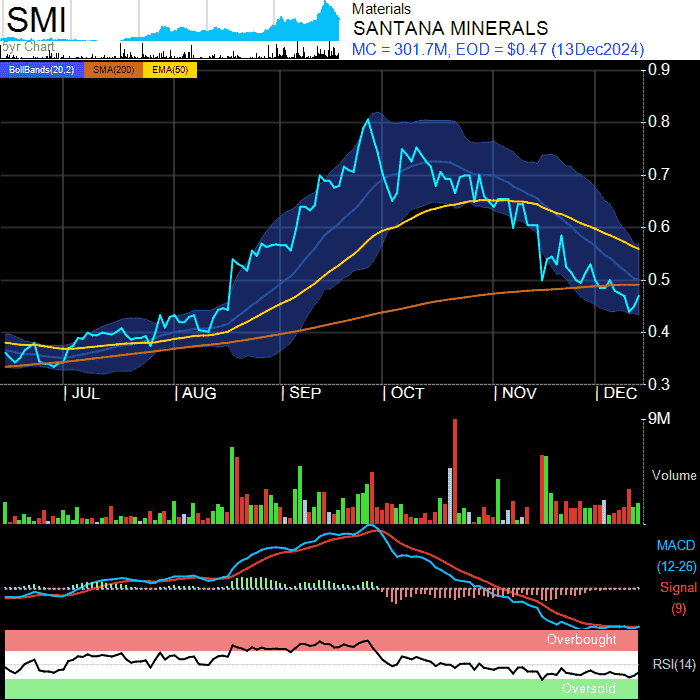 SMI
5yr Chart
Materials
SANTANA MINERALS
MC = 301.7M, EOD = $0.47 (13Dec2024)
BollBands(20,2) SMA(200) EMA(50)
0.9
0.8
0.7
0.6
0.5
0.4
0.3
JUL AUG SEP OCT NOV DEC
9M
Volume
MACD
(12-26)
Signal
(9)
Overbought
RSI(14)
Oversold